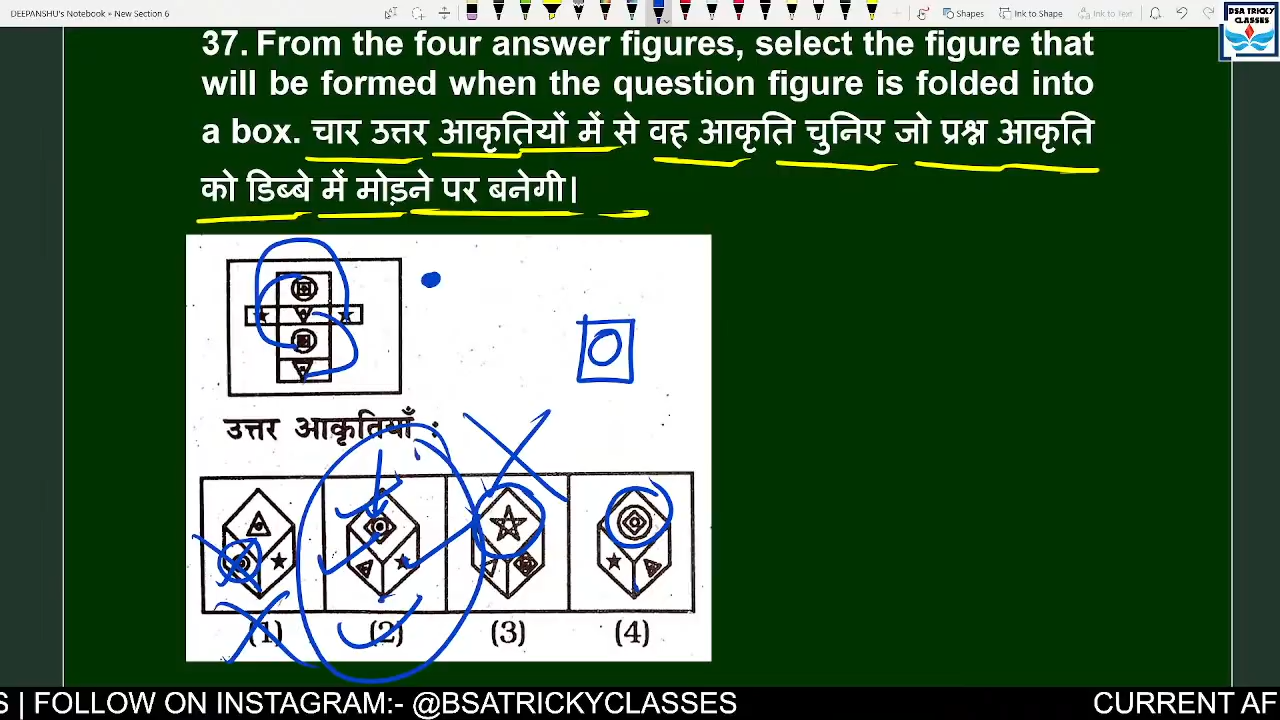 DEEPANSHU's Notebook » New Section 6
Shapes
Ink to Shape
Ink to Text
BSA TRICKY
CLASSES
37. From the four answer figures, select the figure that
will be formed when the question figure is folded into
a box. चार उत्तर आकृतियों में से वह आकृति चुनिए जो प्रश्न आकृति
को डिब्बे में मोड़ने पर बनेगी।
उत्तर आकृतियाँ :
(1) (2) (3) (4)
S | FOLLOW ON INSTAGRAM:- @BSATRICKYCLASSES CURRENT AF